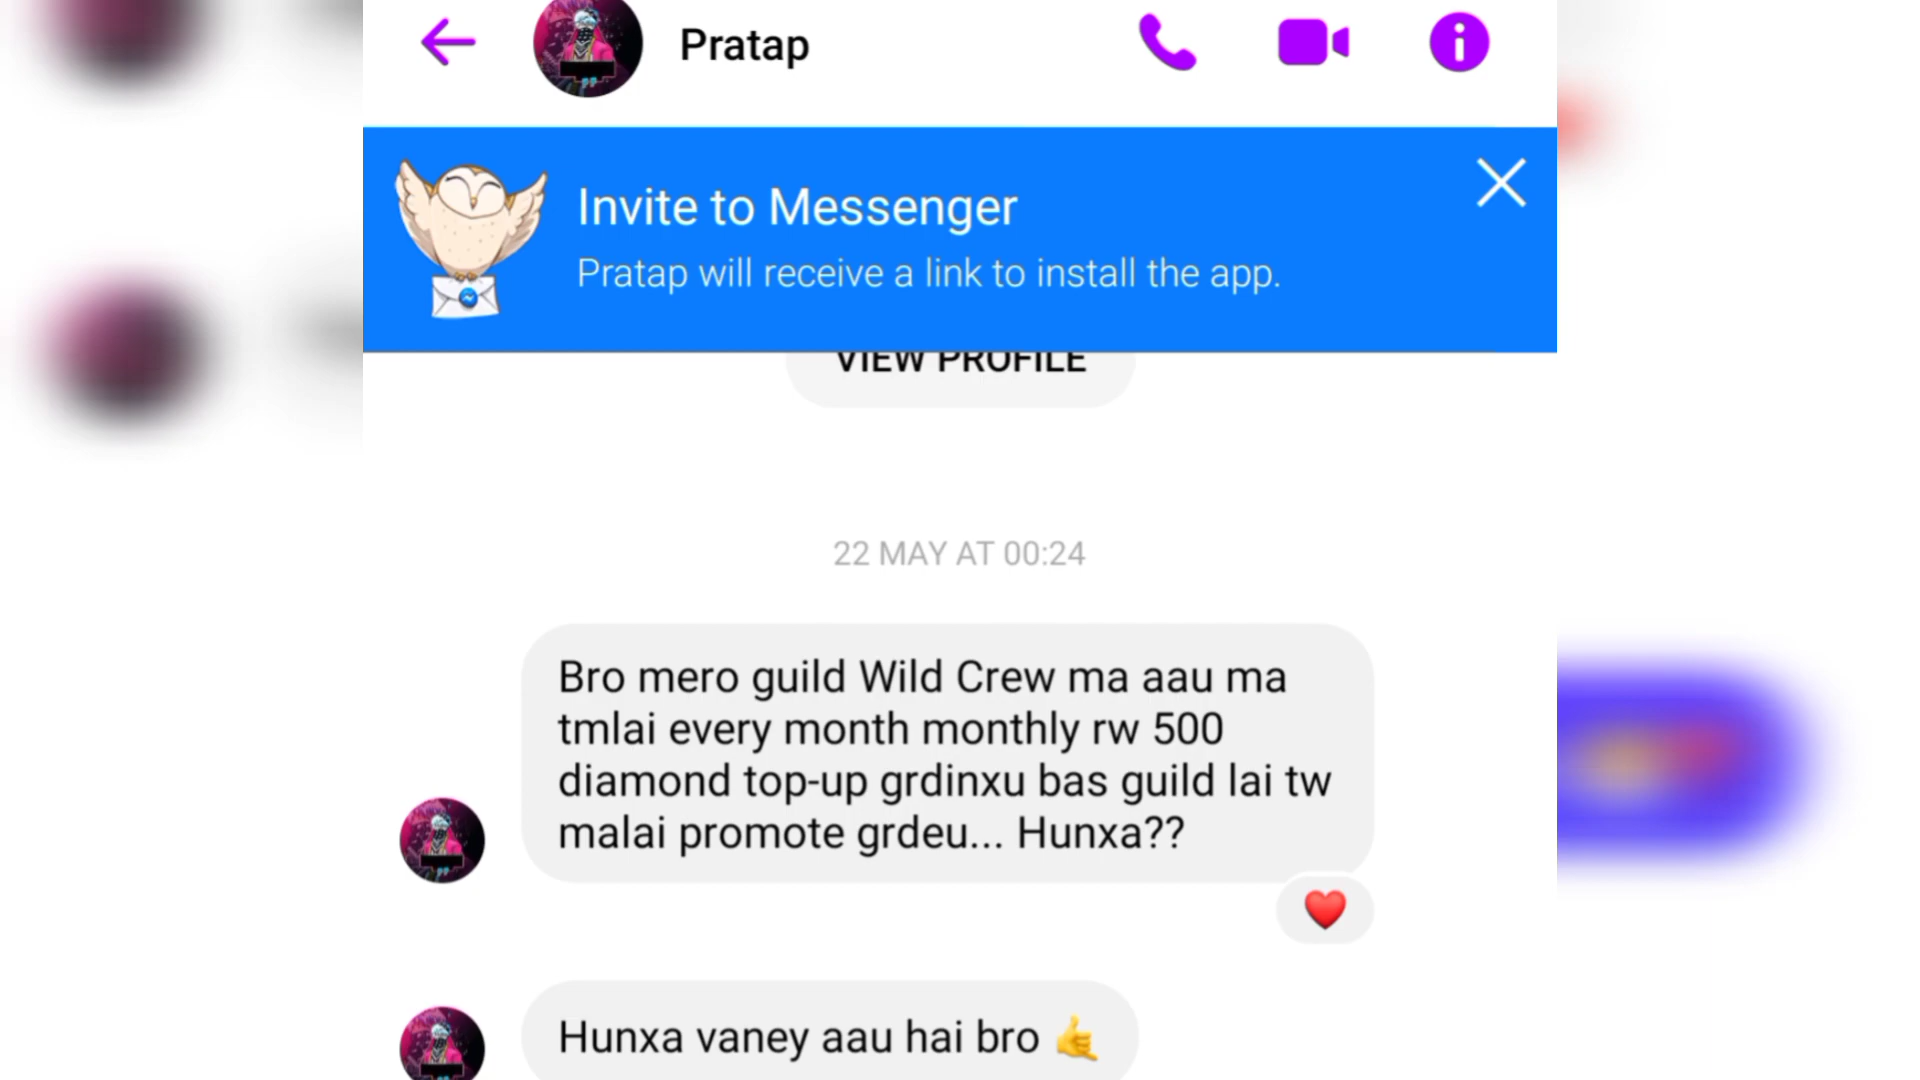 Pratap
Invite to Messenger
Pratap will receive a link to install the app.
VIEW PROFILE
22 MAY AT 00:24
Bro mero guild Wild Crew ma aau ma
tmlai every month monthly rw 500
diamond top-up grdinxu bas guild lai tw
malai promote grdeu... Hunxa??
❤️
Hunxa vaney aau hai bro 🤙